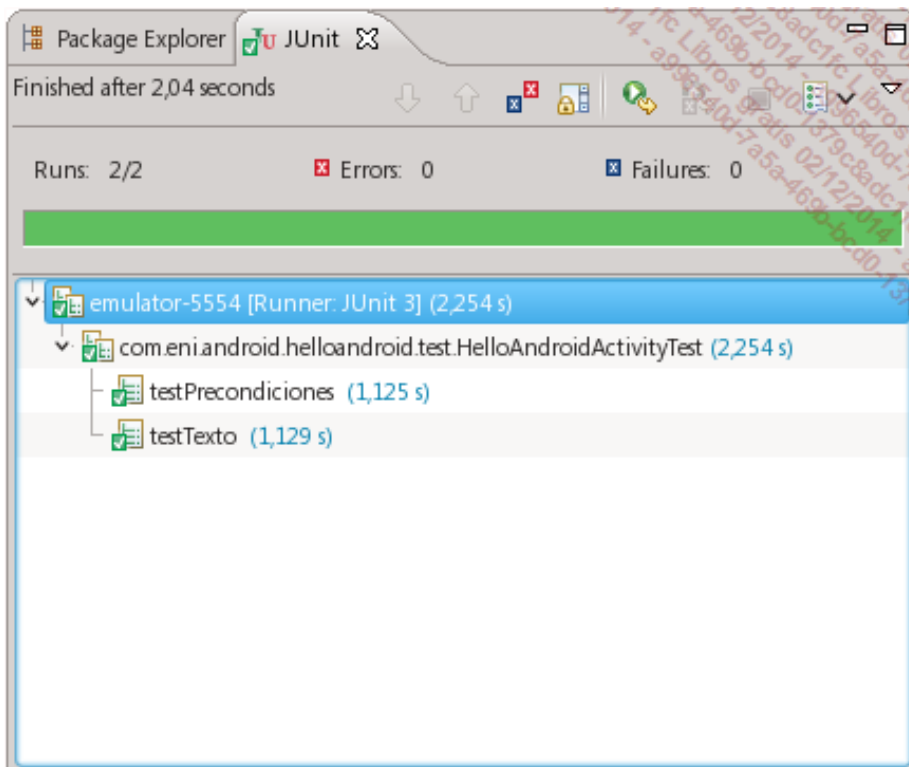 Package Explorer JUnit
Finished after 2,04 seconds
Runs: 2/2 Errors: 0 Failures: 0
emulator-5554 [Runner: JUnit 3] (2,254 s)
com.eni.android.helloandroid.test.HelloAndroidActivityTest (2,254 s)
testPrecondiciones (1,125 s)
testTexto (1,129 s)